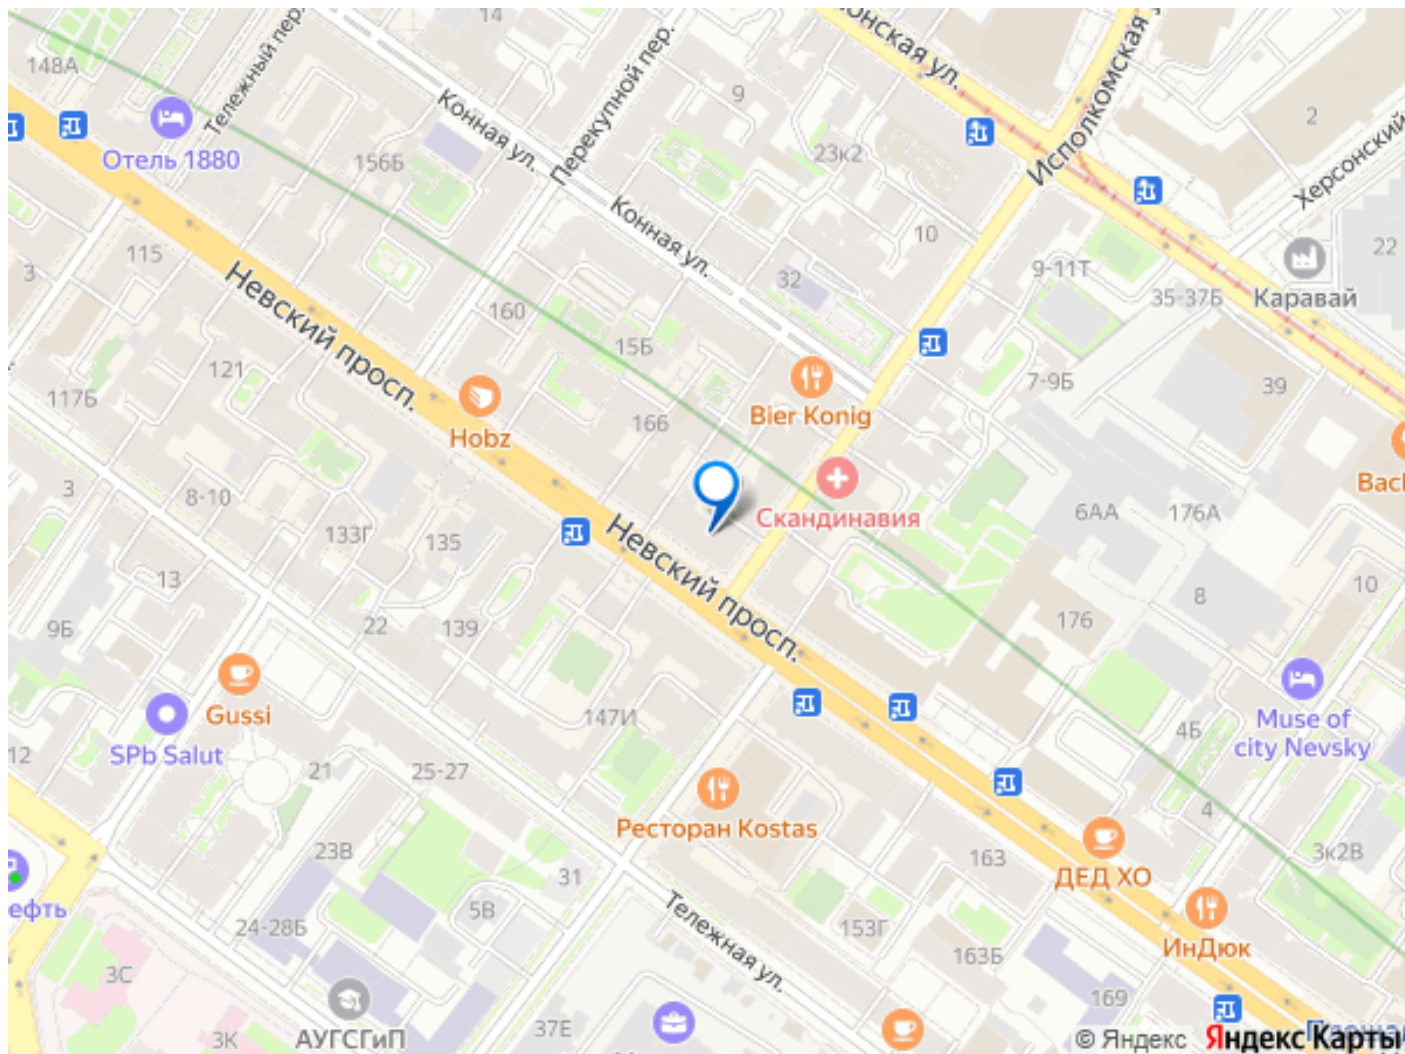 14
148А
Тележный пер.
Отель 1880
156Б
Конная ул.
Перекупной пер.
9
23к2
Исполкомская
2
Херсонский
22
10
Конная ул.
32
9-11Т
35-37Б
Каравай
115
3
Невский просп.
160
15Б
121
117Б
Hobz
166
Bier Konig
7-9Б
39
3
8-10
133Г
135
Невский просп.
Скандинавия
6АА
176А
13
9Б
22
139
176
8
10
Gussi
SPb Salut
147И
4Б
Muse of
city Nevsky
12
21
25-27
Ресторан Kostas
23В
31
163
ДЕД ХО
4
3к2В
24-28Б
5В
Тележная ул.
153Г
163Б
ИнДюк
3С
3К
АУГСГиП
37Е
169
© Яндекс
Яндекс Карты